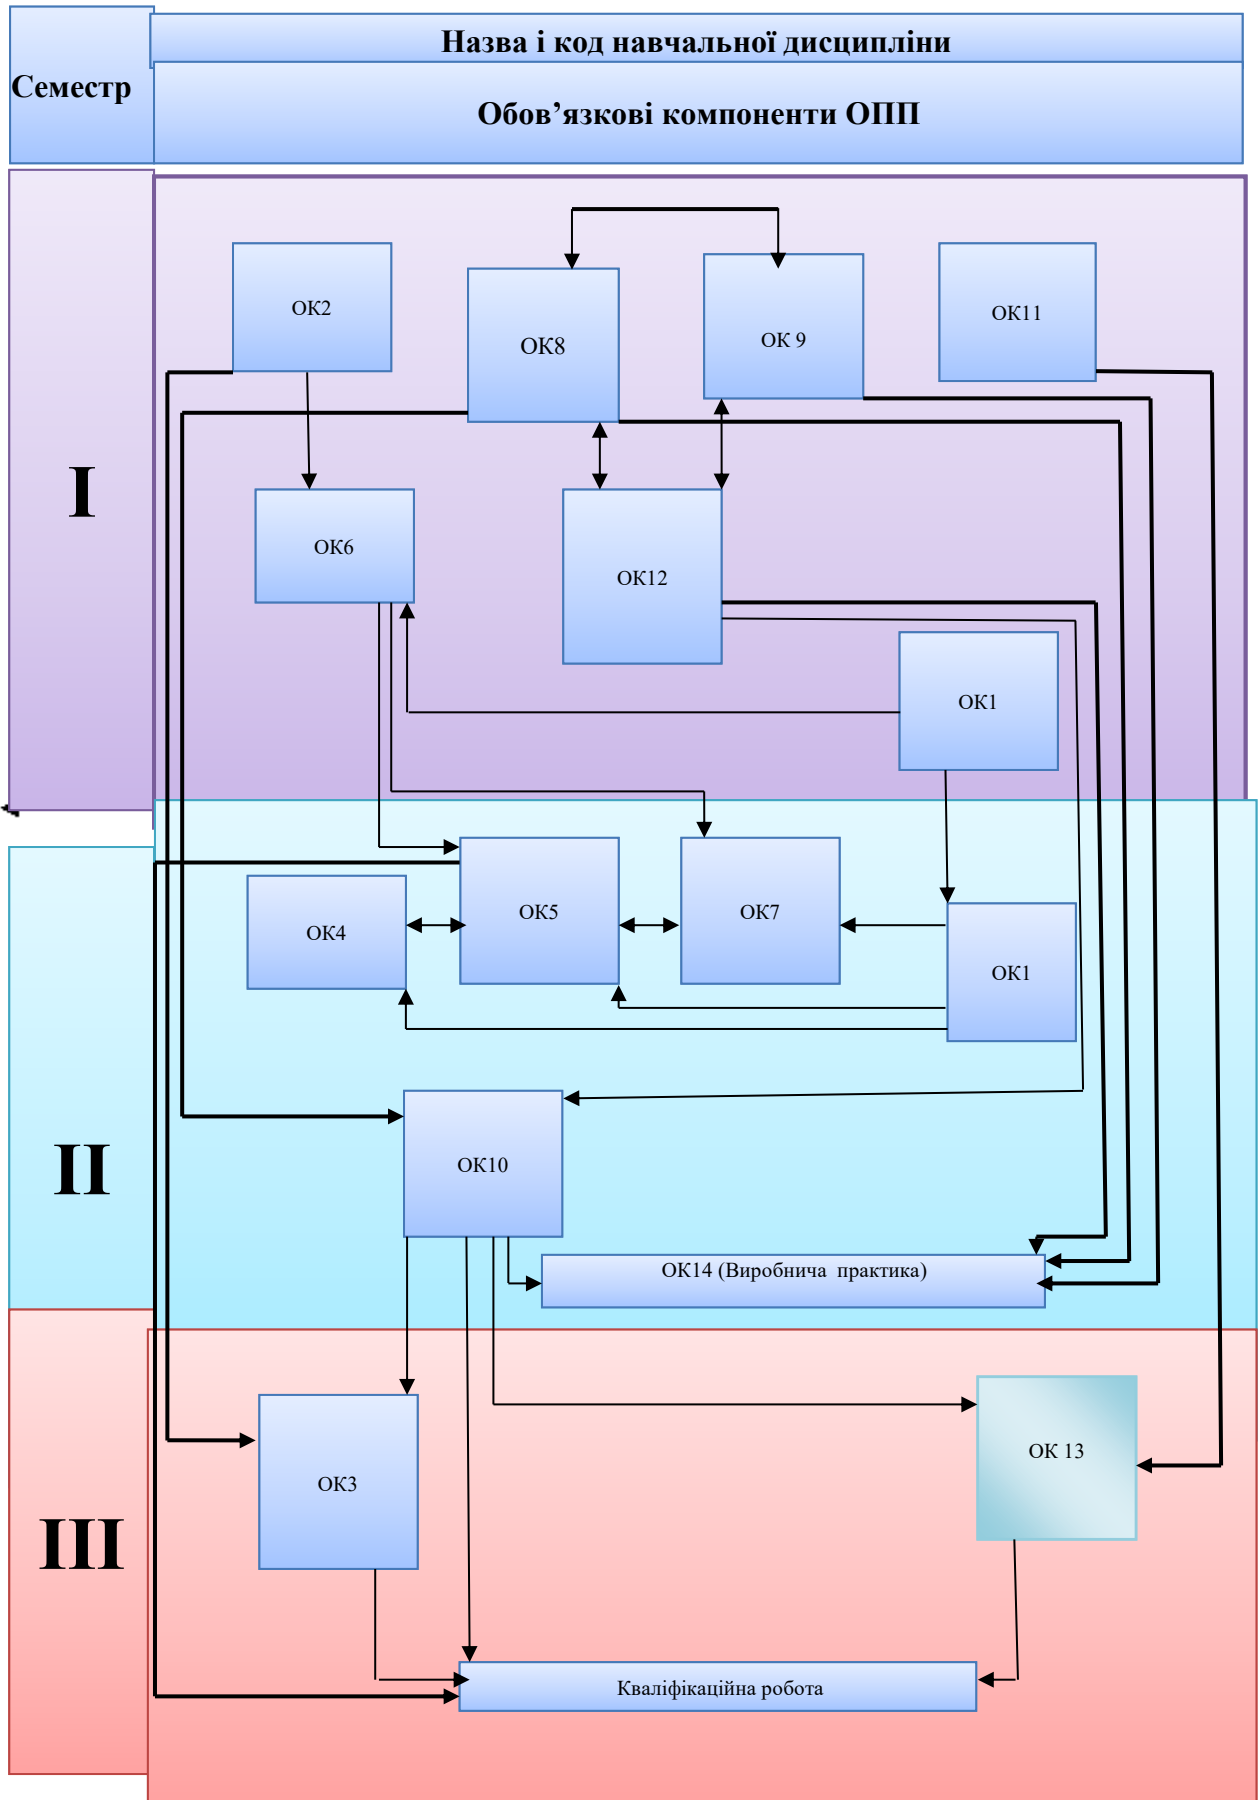 Назва і код навчальної дисципліни
Семестр
Обов’язкові компоненти ОПП
I
ОК2
ОК8
ОК 9
ОК11
ОК6
ОК12
ОК1
II
ОК4
ОК5
ОК7
ОК1
ОК10
ОК14 (Виробнича практика)
III
ОК3
ОК 13
Кваліфікаційна робота